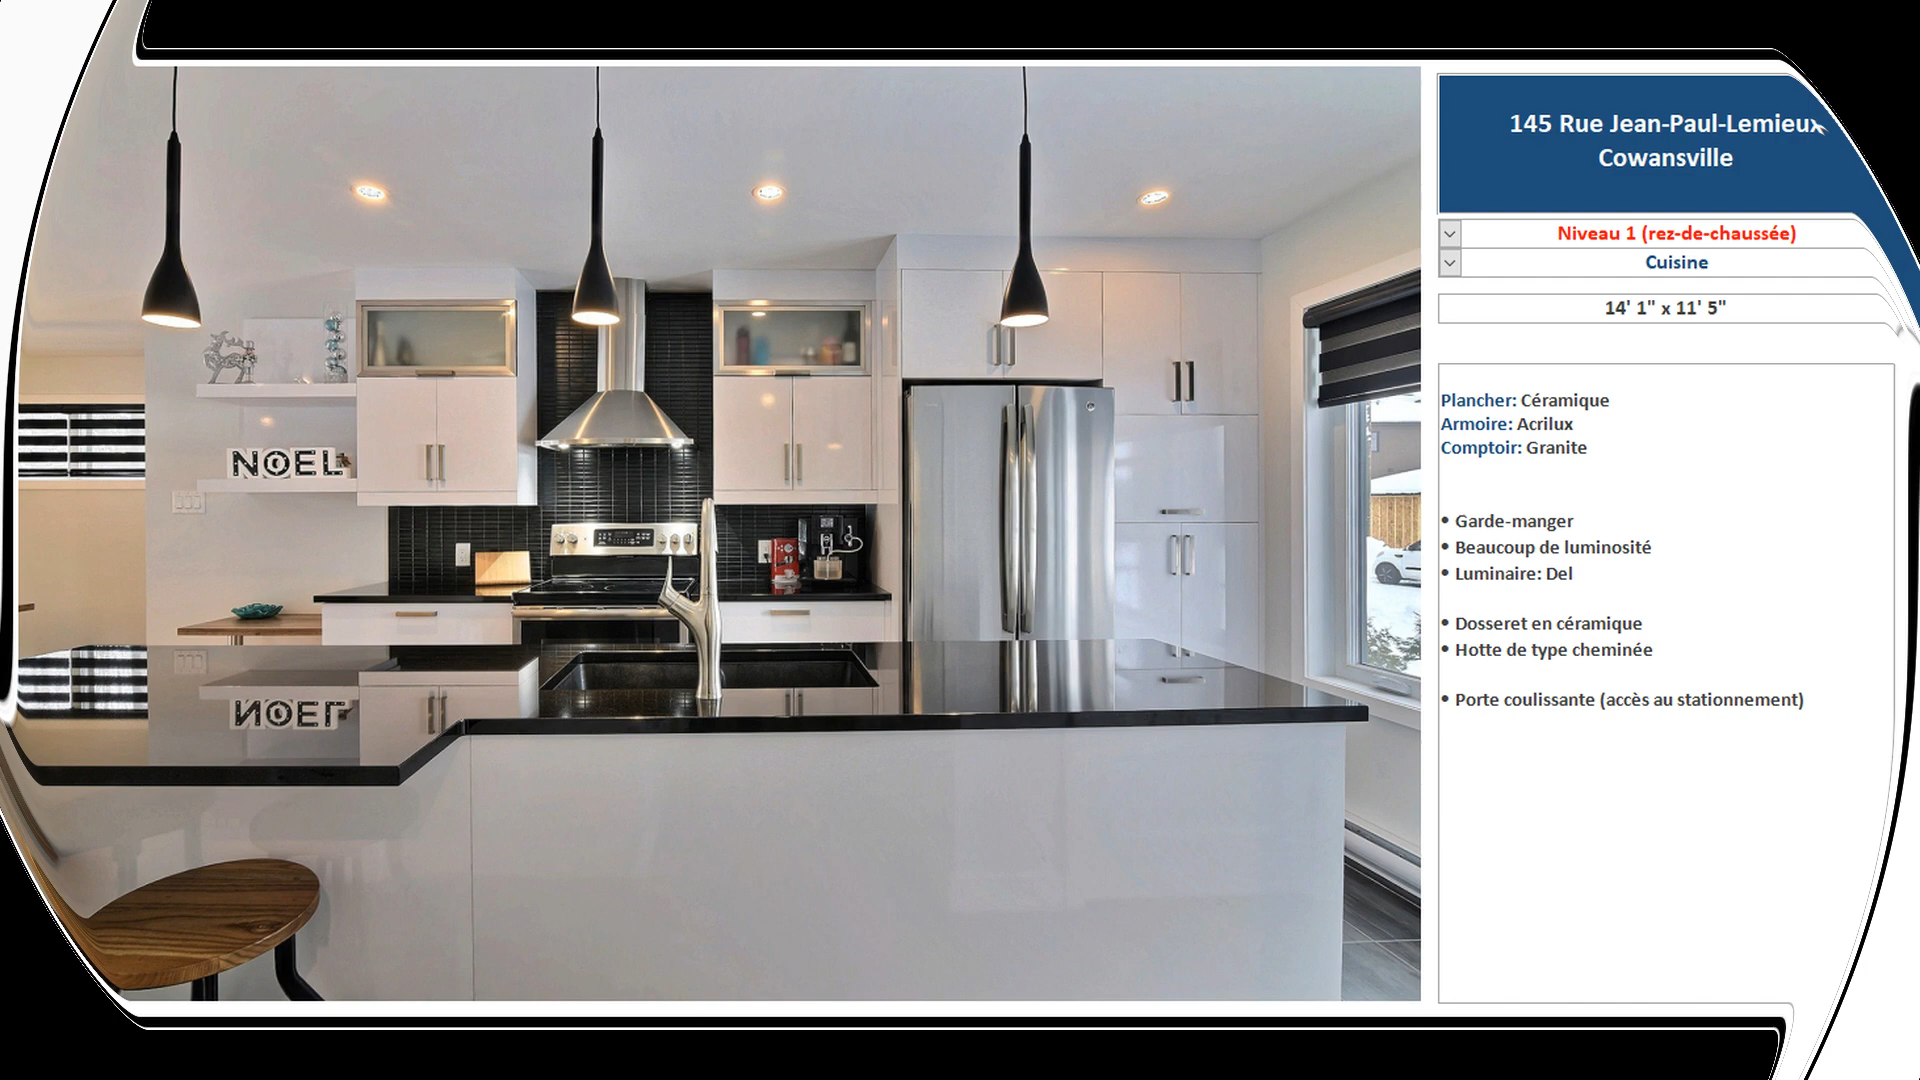 145 Rue Jean-Paul-Lemieux
Cowansville
Niveau 1 (rez-de-chaussée)
Cuisine
14' 1" x 11' 5"
Plancher: Céramique
Armoire: Acrilux
Comptoir: Granite
• Garde-manger
• Beaucoup de luminosité
• Luminaire: Del
• Dosseret en céramique
• Hotte de type cheminée
• Porte coulissante (accès au stationnement)
NOEL